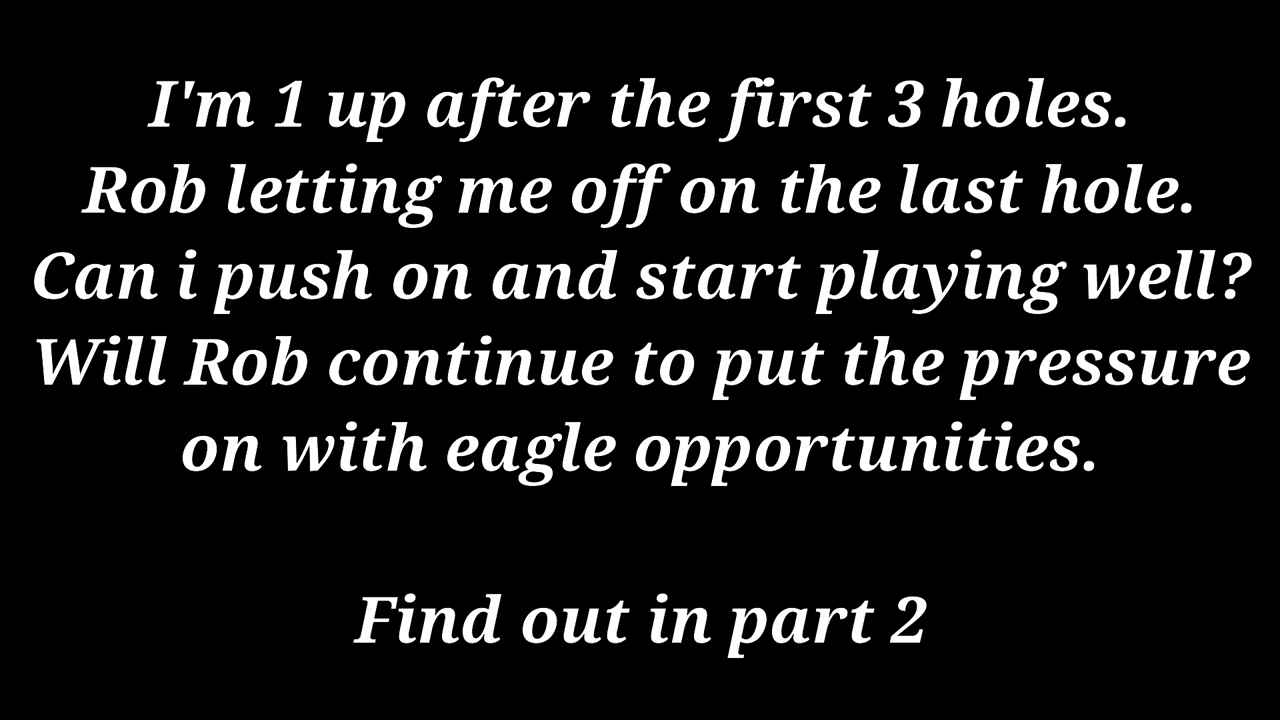 I'm 1 up after the first 3 holes.
Rob letting me off on the last hole.
Can i push on and start playing well?
Will Rob continue to put the pressure
on with eagle opportunities.
Find out in part 2